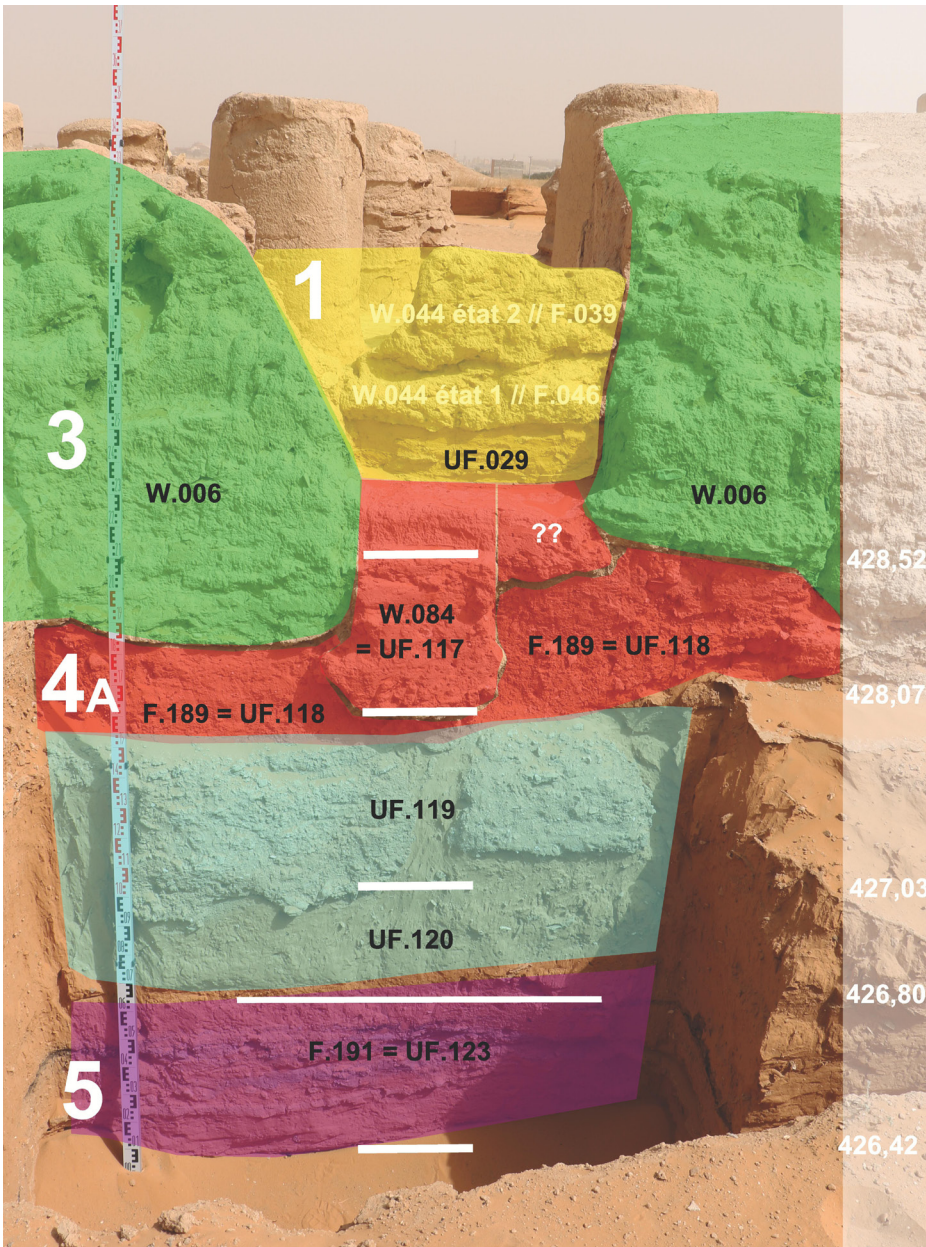 1
W.044 état 2 // F.039
W.044 état 1 // F.046
UF.029
3
W.006
W.006
??
428,52
W.084
= UF.117
F.189 = UF.118
4A
F.189 = UF.118
428,07
UF.119
427,03
UF.120
426,80
F.191 = UF.123
5
426,42